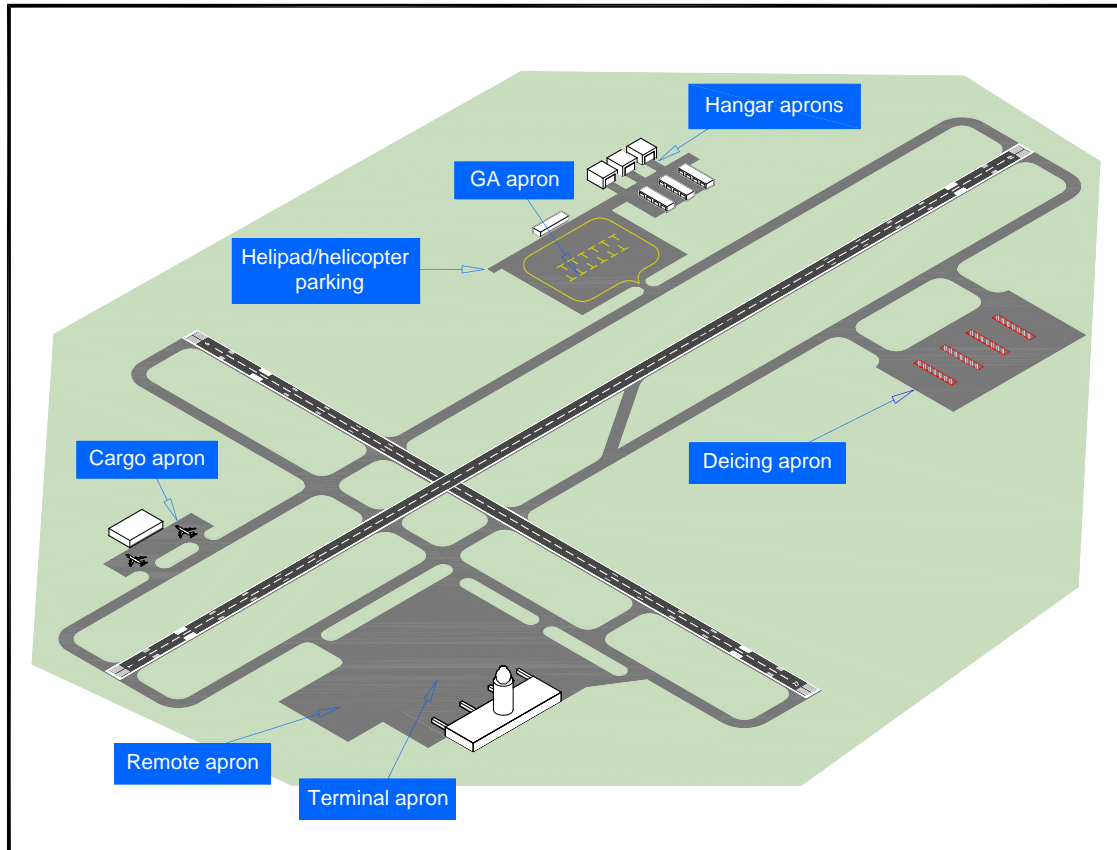 Hangar aprons
GA apron
Helipad/helicopter
parking
Cargo apron
Deicing apron
Remote apron
Terminal apron